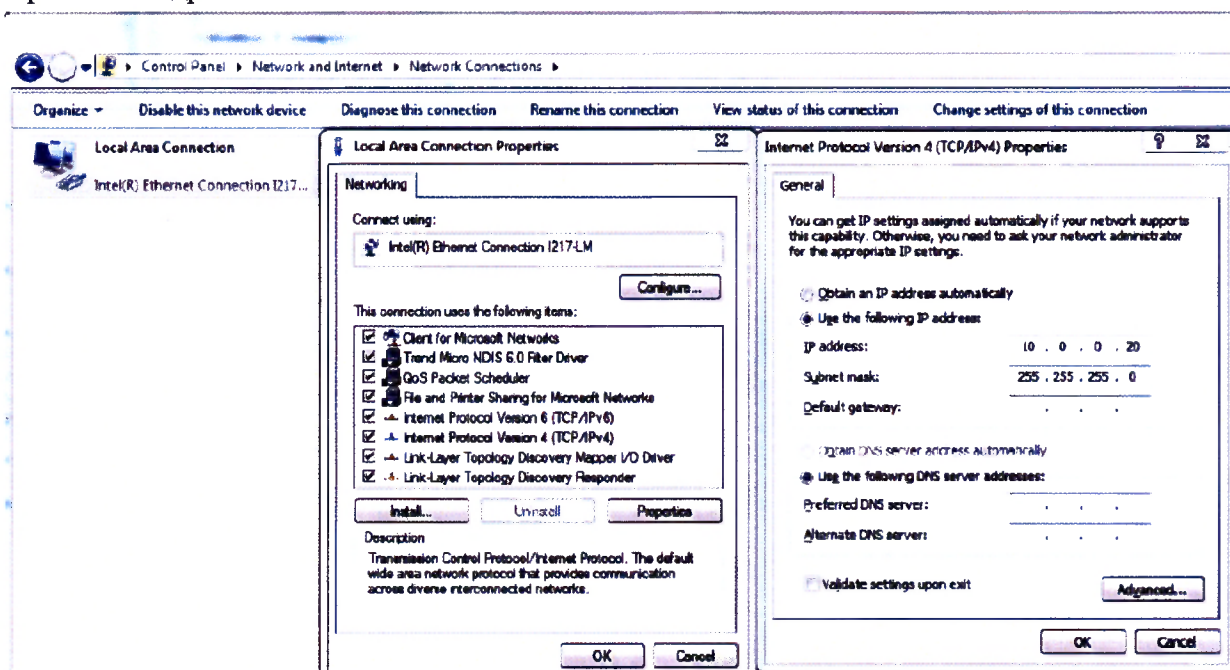 Control Panel ▸ Network and Internet ▸ Network Connections ▸
Organize Disable this network device Diagnose this connection Rename this connection View status of this connection Change settings of this connection
Local Area Connection
Intel(R) Ethernet Connection I217...
Local Area Connection Properties
Networking
Connect using:
Intel(R) Ethernet Connection I217-LM
Configure...
This connection uses the following items:
Client for Microsoft Networks
Trend Micro NDIS 6.0 Filter Driver
QoS Packet Scheduler
File and Printer Sharing for Microsoft Networks
Internet Protocol Version 6 (TCP/IPv6)
Internet Protocol Version 4 (TCP/IPv4)
Link-Layer Topology Discovery Mapper I/O Driver
Link-Layer Topology Discovery Responder
Install... Uninstall Properties
Description
Transmission Control Protocol/Internet Protocol. The default
wide area network protocol that provides communication
across diverse interconnected networks.
OK Cancel
Internet Protocol Version 4 (TCP/IPv4) Properties
General
You can get IP settings assigned automatically if your network supports
this capability. Otherwise, you need to ask your network administrator
for the appropriate IP settings.
Obtain an IP address automatically
Use the following IP address:
IP address: 10 . 0 . 0 . 20
Subnet mask: 255 . 255 . 255 . 0
Default gateway: . . .
Obtain DNS server address automatically
Use the following DNS server addresses:
Preferred DNS server: . . .
Alternate DNS server: . . .
Validate settings upon exit
Advanced...
OK Cancel